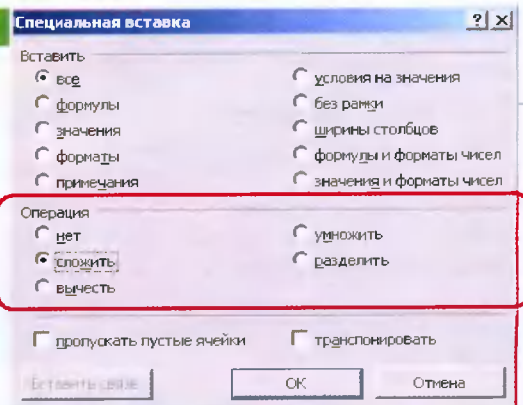 Специальная вставка
Вставить
все
условия на значения
формулы
без рамки
значения
ширины столбцов
форматы
формулы и форматы чисел
примечания
значения и форматы чисел
Операция
нет
умножить
сложить
разделить
вычесть
пропускать пустые ячейки
транспонировать
Вставить связь
OK
Отмена